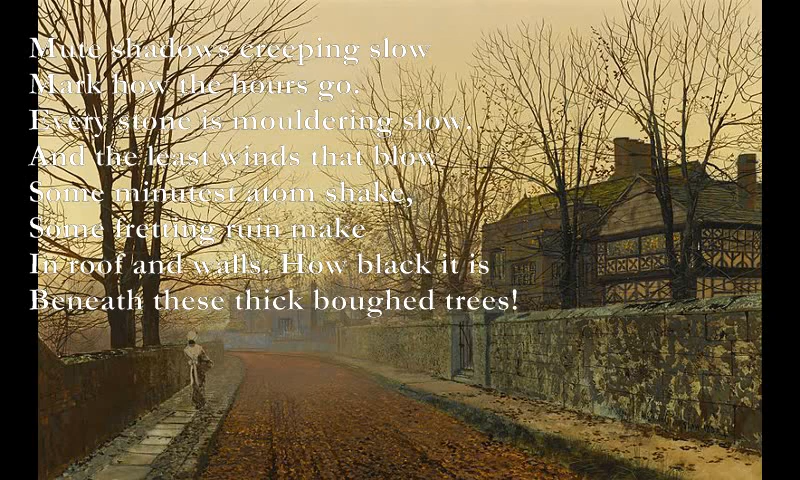 Mute shadows creeping slow
Mark how the hours go.
Every stone is mouldering slow.
And the least winds that blow
Some minutest atom shake,
Some fretting ruin make
In roof and walls. How black it is
Beneath these thick boughed trees!